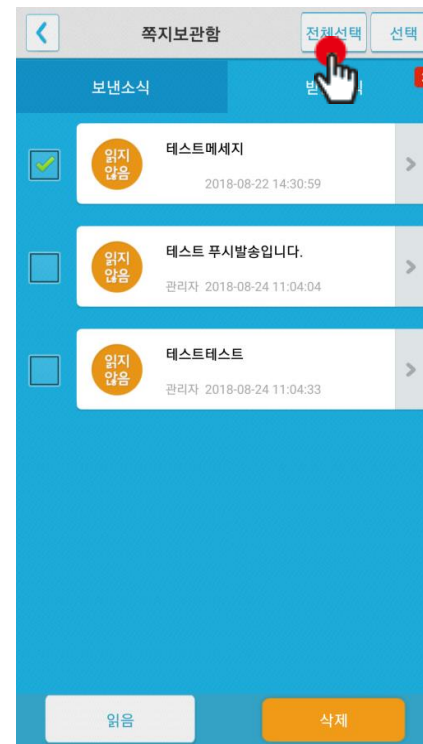 쪽지보관함
전체선택
선택
보낸소식
읽지
않음
테스트메세지
2018-08-22 14:30:59
읽지
않음
테스트 푸시발송입니다.
관리자 2018-08-24 11:04:04
읽지
않음
테스트테스트
관리자 2018-08-24 11:04:33
읽음
삭제